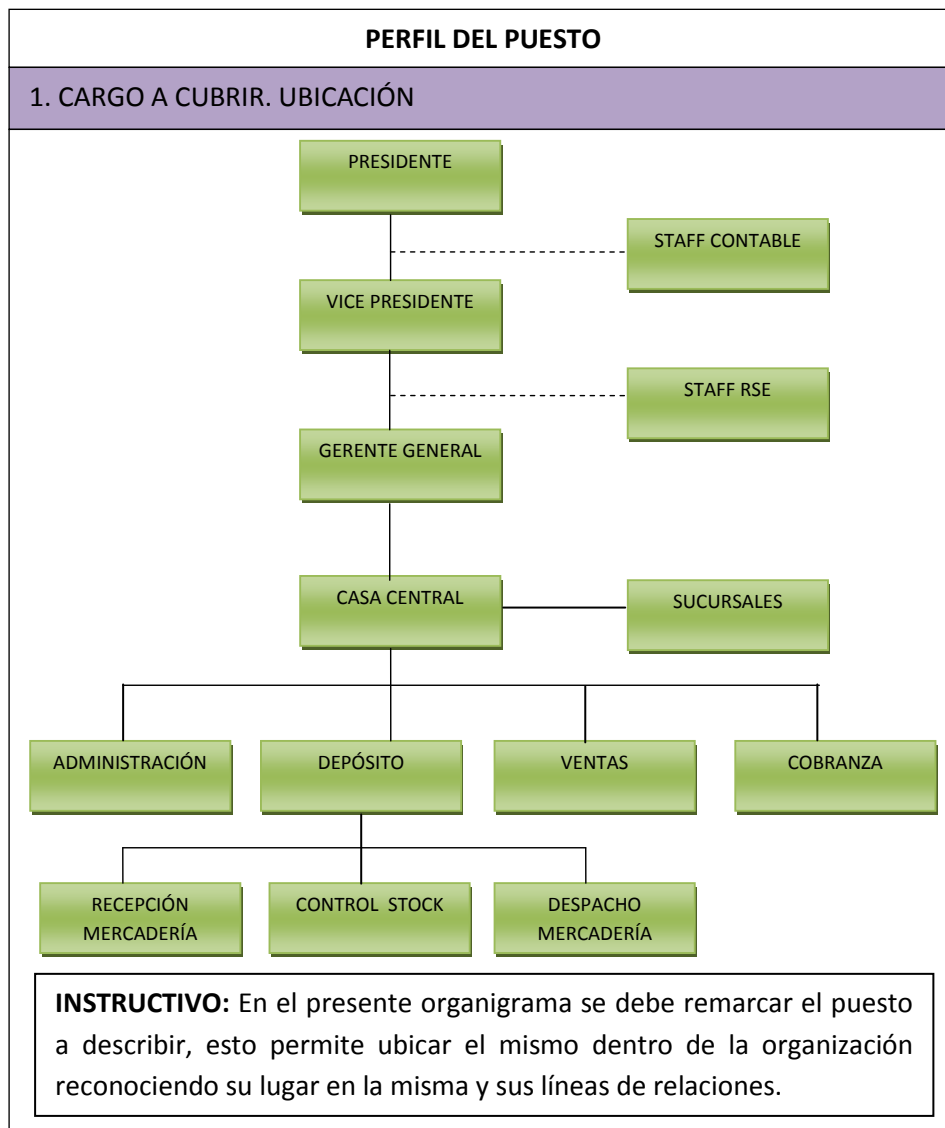 PERFIL DEL PUESTO
1. CARGO A CUBRIR. UBICACIÓN
PRESIDENTE
STAFF CONTABLE
VICE PRESIDENTE
STAFF RSE
GERENTE GENERAL
CASA CENTRAL
SUCURSALES
ADMINISTRACIÓN
DEPÓSITO
VENTAS
COBRANZA
RECEPCIÓN
MERCADERÍA
CONTROL STOCK
DESPACHO
MERCADERÍA
INSTRUCTIVO: En el presente organigrama se debe remarcar el puesto
a describir, esto permite ubicar el mismo dentro de la organización
reconociendo su lugar en la misma y sus líneas de relaciones.